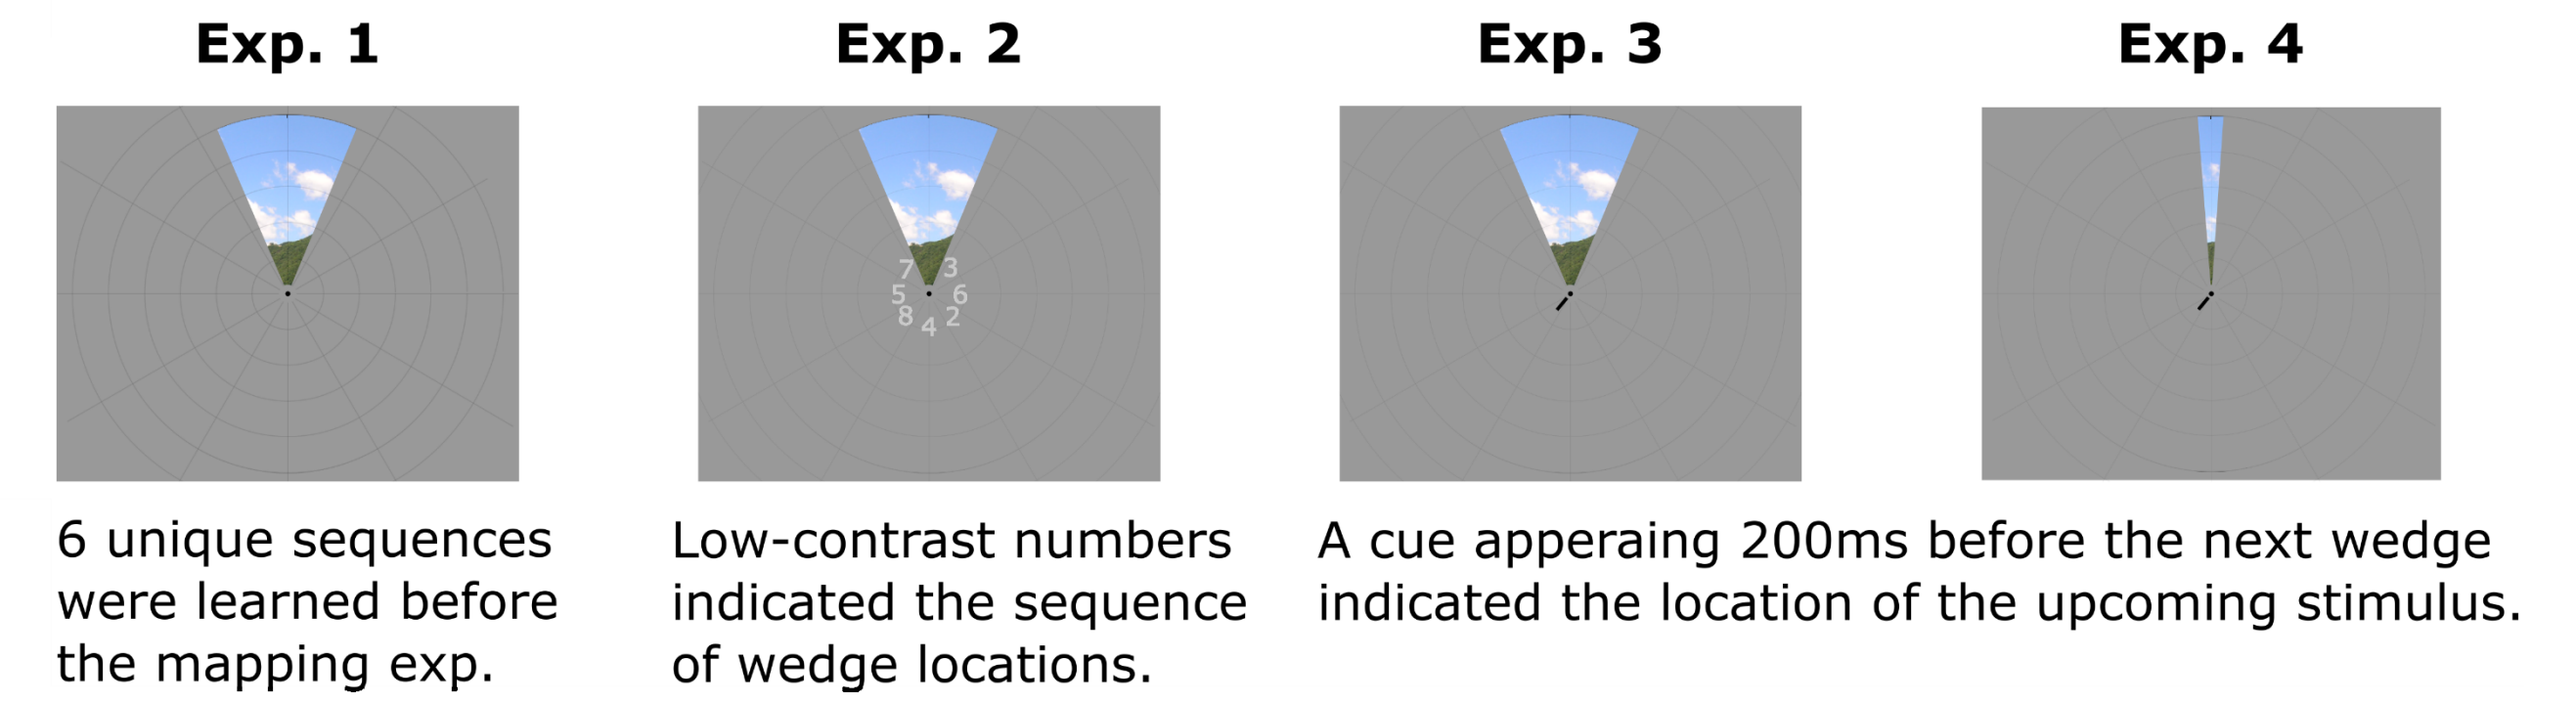 Exp. 1
Exp. 2
Exp. 3
Exp. 4
7 3
5 6
8 4 2
6 unique sequences
were learned before
the mapping exp.
Low-contrast numbers
indicated the sequence
of wedge locations.
A cue apperaing 200ms before the next wedge
indicated the location of the upcoming stimulus.